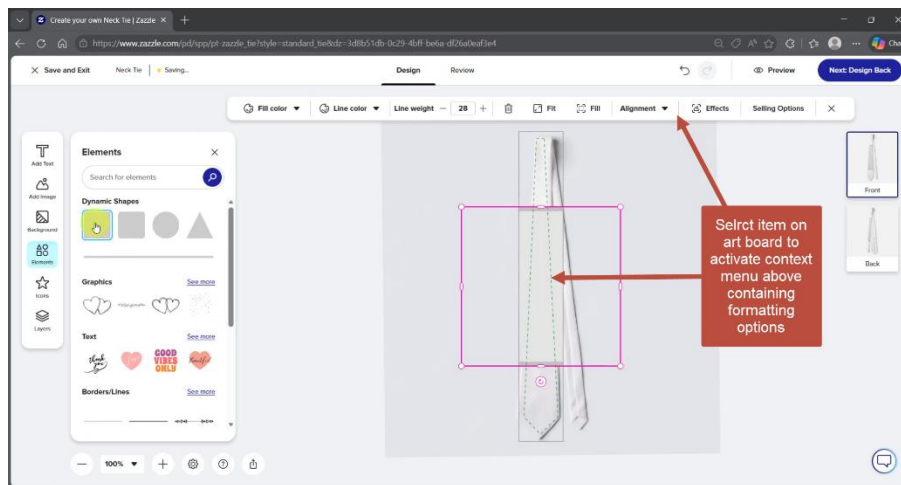 Create your own Neck Tie | Zazzle
https://www.zazzle.com/pd/spp/pt-zazzle_tie?style=standard_tie&dz=3d8b51db-0c29-4bff-be6a-df26a0eaf3e4
Save and Exit
Neck Tie
Saving...
Design
Review
Preview
Next: Design Back
Fill color
Line color
Line weight
28
Fit
Fill
Alignment
Effects
Selling Options
Add Text
Add Image
Background
Elements
Icons
Layers
Elements
Search for elements
Dynamic Shapes
Graphics
See more
Text
See more
thank you
GOOD
VIBES
ONLY
Borders/Lines
See more
Selrct item on
art board to
activate context
menu above
containing
formatting
options
Front
Back
100%